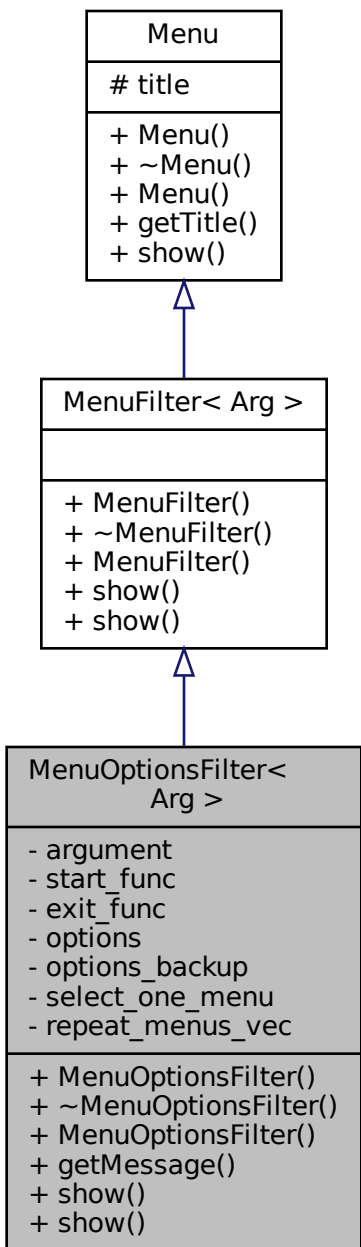 Menu
# title
+ Menu()
+ ~Menu()
+ Menu()
+ getTitle()
+ show()
MenuFilter< Arg >
+ MenuFilter()
+ ~MenuFilter()
+ MenuFilter()
+ show()
+ show()
MenuOptionsFilter<
Arg >
- argument
- start_func
- exit_func
- options
- options_backup
- select_one_menu
- repeat_menus_vec
+ MenuOptionsFilter()
+ ~MenuOptionsFilter()
+ MenuOptionsFilter()
+ getMessage()
+ show()
+ show()